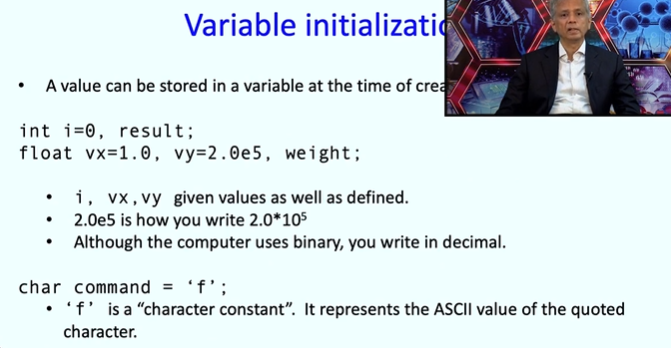 Variable initializatio
• A value can be stored in a variable at the time of crea
int i=0, result;
float vx=1.0, vy=2.0e5, weight;
• i, vx,vy given values as well as defined.
• 2.0e5 is how you write 2.0*10⁵
• Although the computer uses binary, you write in decimal.
char command = ‘f’;
• ‘f’ is a “character constant”. It represents the ASCII value of the quoted
character.